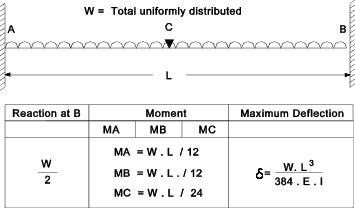 W = Total uniformly distributed
A C B
L
Reaction at B Moment Maximum Deflection
MA MB MC
W
2
MA = W . L / 12
MB = W . L . / 12
MC = W . L / 24
δ= W. L³
384 . E . I